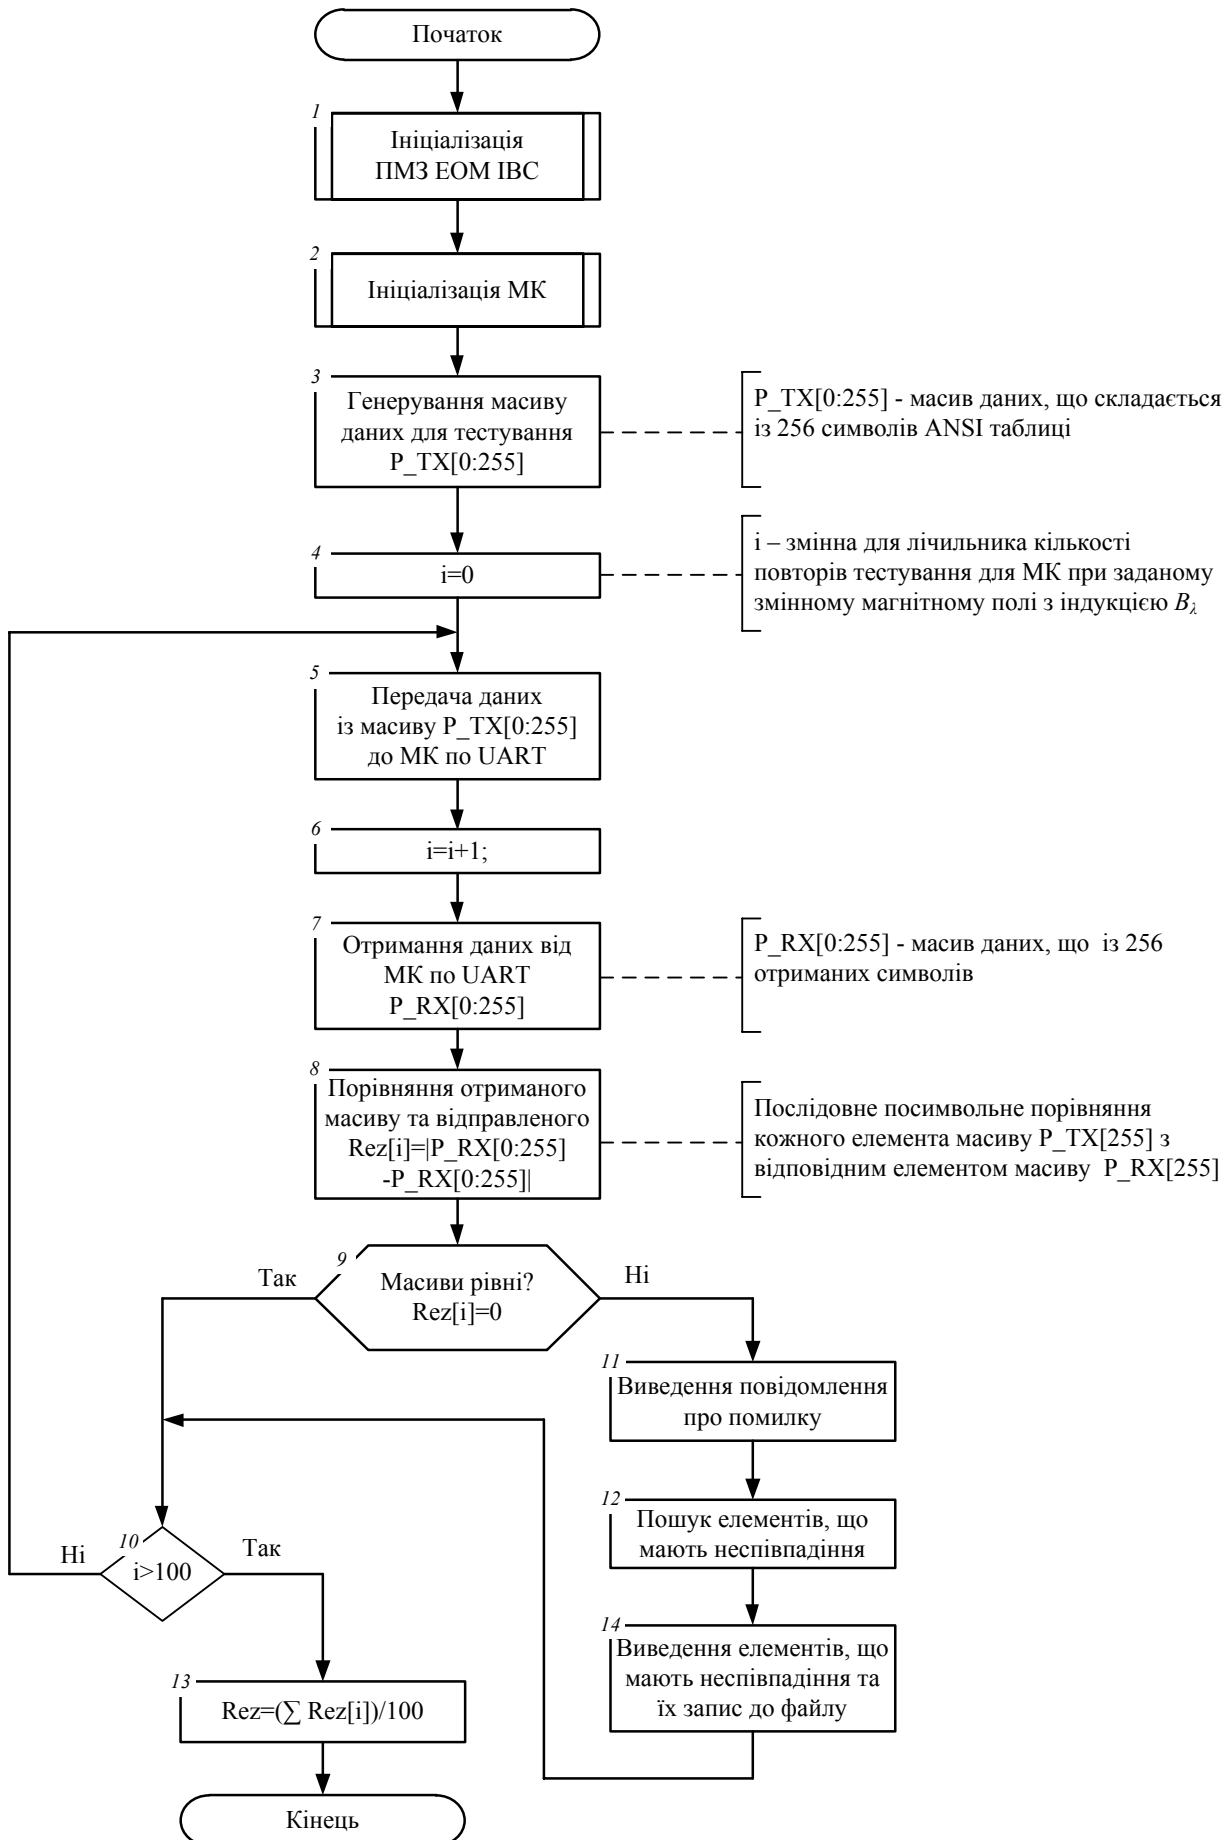 Початок
1
Ініціалізація
ПМЗ ЕОМ ІВС
2
Ініціалізація МК
3
Генерування масиву
даних для тестування
P_TX[0:255]
P_TX[0:255] - масив даних, що складається
із 256 символів ANSI таблиці
4
i=0
і – змінна для лічильника кількості
повторів тестування для МК при заданому
змінному магнітному полі з індукцією Bλ
5
Передача даних
із масиву P_TX[0:255]
до МК по UART
6
i=i+1;
7
Отримання даних від
МК по UART
P_RX[0:255]
P_RX[0:255] - масив даних, що із 256
отриманих символів
8
Порівняння отриманого
масиву та відправленого
Rez[i]=|P_RX[0:255]
-P_RX[0:255]|
Послідовне посимвольне порівняння
кожного елемента масиву P_TX[255] з
відповідним елементом масиву P_RX[255]
9
Так
Масиви рівні?
Rez[i]=0
Ні
11
Виведення повідомлення
про помилку
12
Пошук елементів, що
мають неспівпадіння
10
Ні
i>100
Так
14
Виведення елементів, що
мають неспівпадіння та
їх запис до файлу
13
Rez=(∑ Rez[i])/100
Кінець